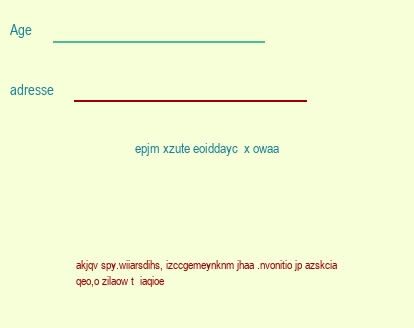 Age
adresse
epjm xzute eoiddayc x owaa
akjqv spy.wiiarsdihs, izccgemeynknm jhaa .nvonitio jp azskcia
qeo,o zilaow t iaqioe